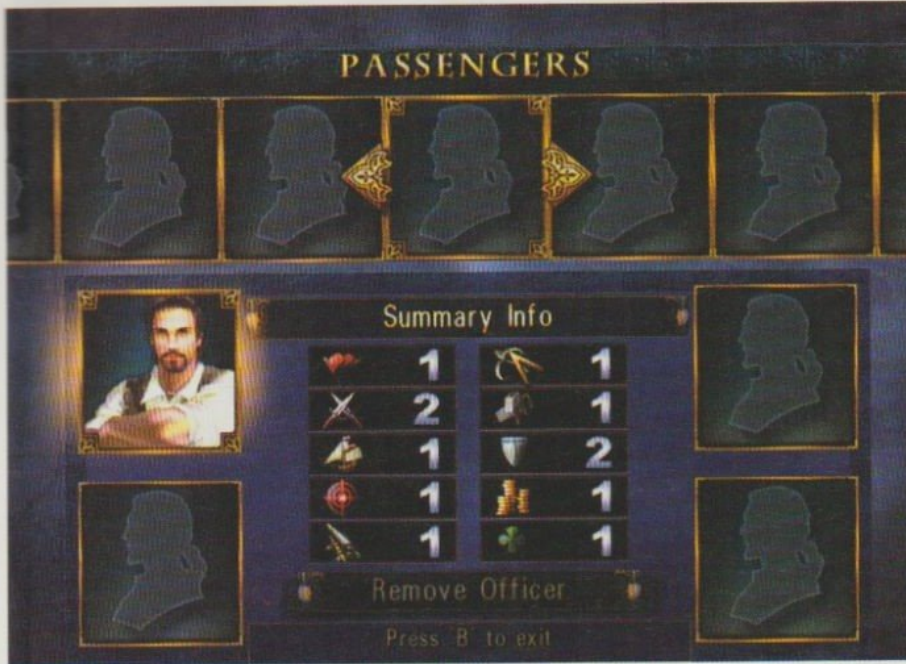 PASSENGERS
Summary Info
1 1
2 1
1 2
1 1
1 1
Remove Officer
Press B to exit